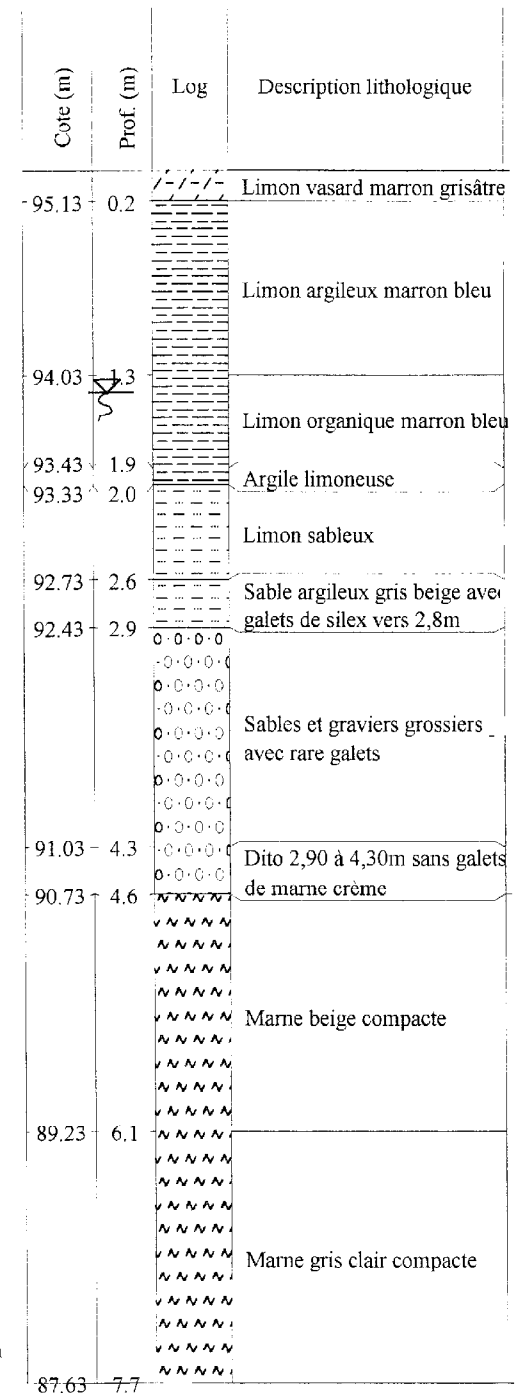 Cote (m) Prof. (m) Log Description lithologique
Limon vasard marron grisâtre
95.13 0.2
Limon argileux marron bleu
94.03 1.3
Limon organique marron bleu
93.43 1.9
Argile limoneuse
93.33 2.0
Limon sableux
92.73 2.6
Sable argileux gris beige avec
galets de silex vers 2,8m
92.43 2.9
Sables et graviers grossiers
avec rare galets
91.03 4.3
Dito 2,90 à 4,30m sans galets
de marne crème
90.73 4.6
Marne beige compacte
89.23 6.1
Marne gris clair compacte
87.63 7.7